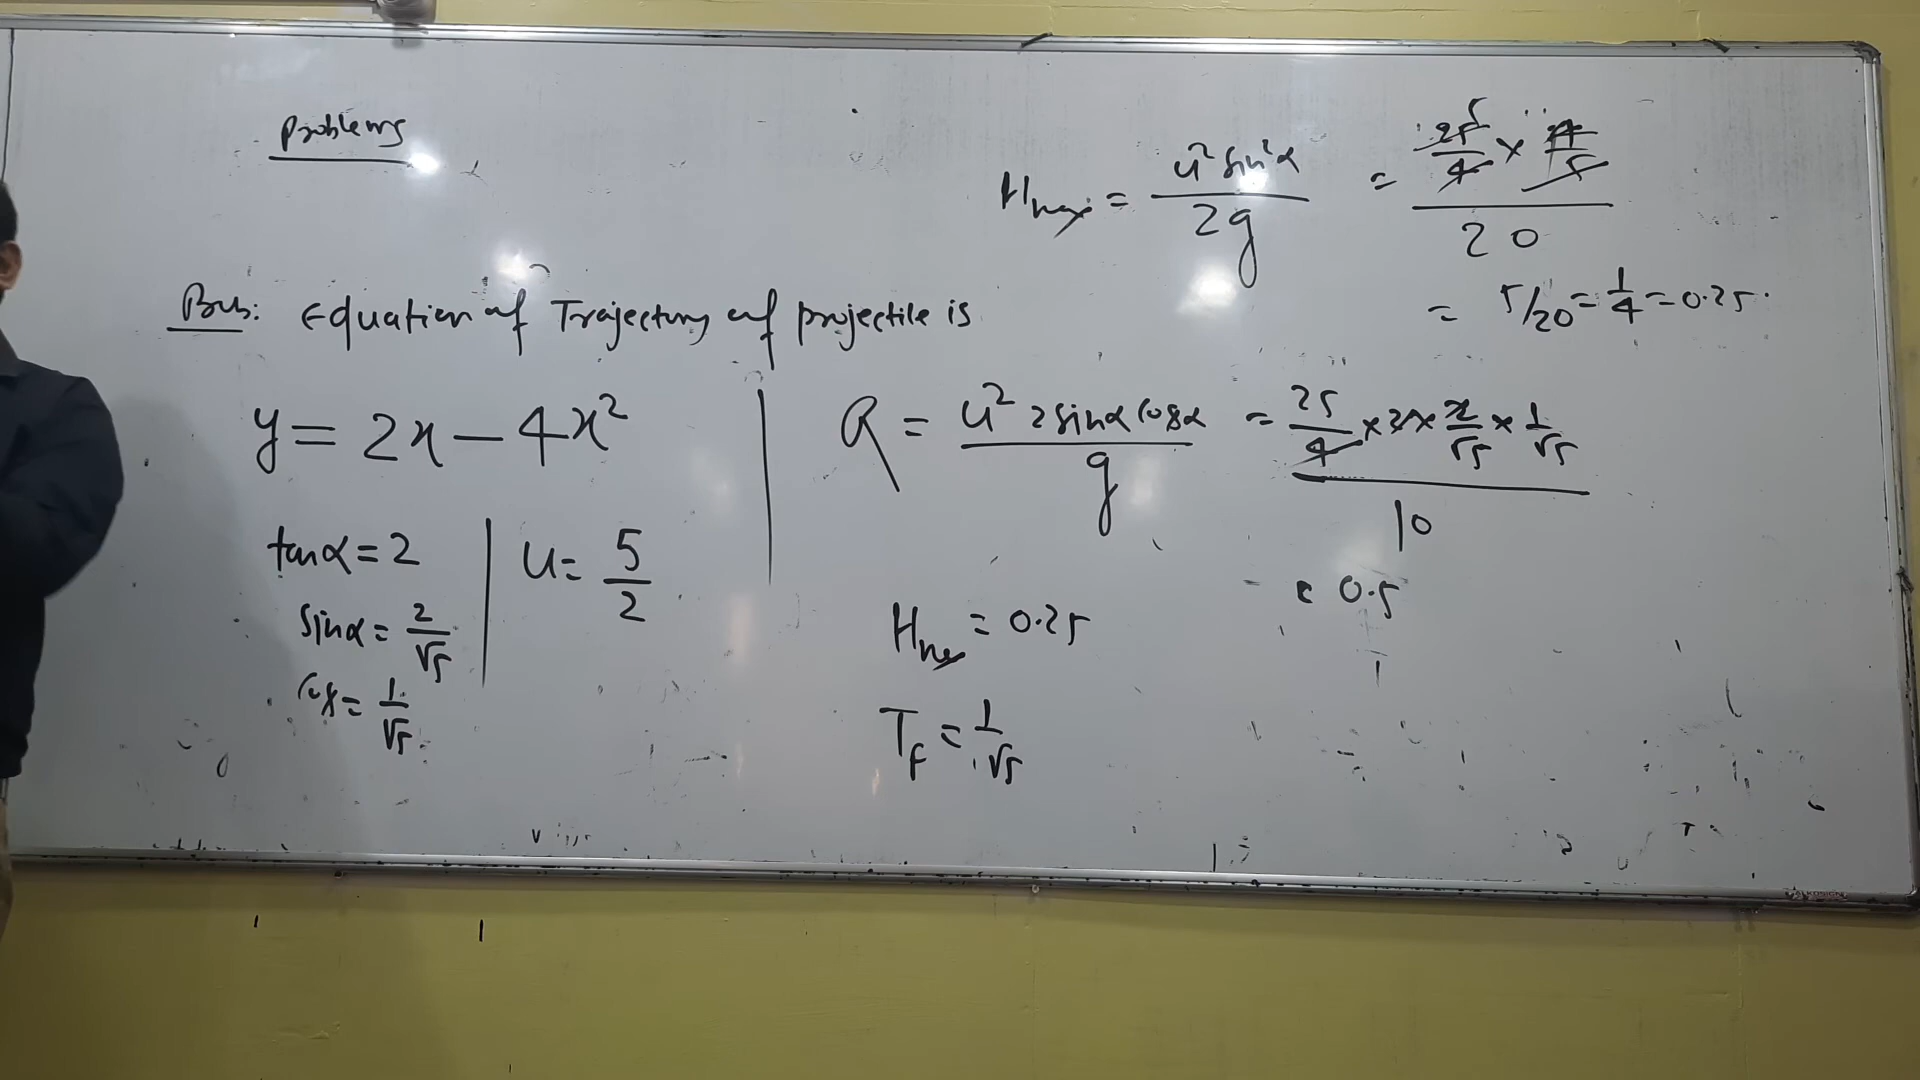 Problems
Prob: Equation of Trajectory of projectile is
y = 2x - 4x²
tanα = 2
sinα = 2/√5
cosα = 1/√5
u = 5/2
Hmax = u² sin²α / 2g = (25/4 × 4/5) / 20
5
= 5/20 = 1/4 = 0.25
R = u² 2sinα cosα / g = (25/4 × 2 × 2/√5 × 1/√5) / 10
= 0.5
Hmax = 0.25
TF = 1/√5